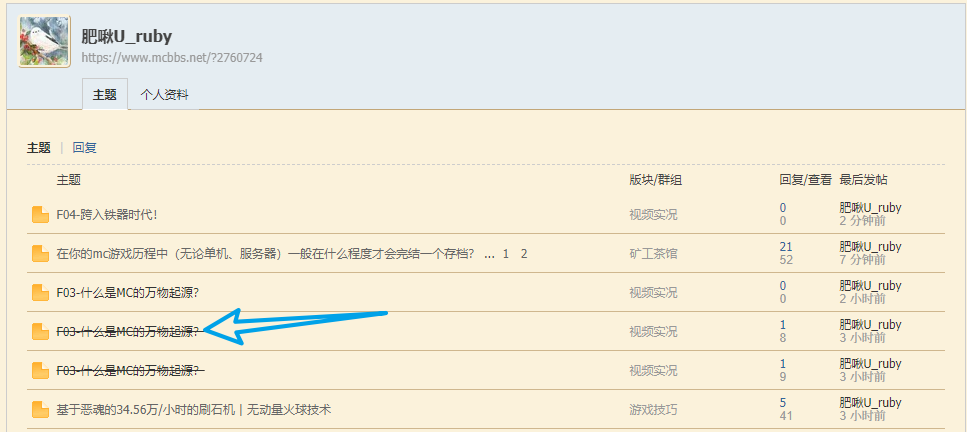 肥啾U_ruby
https://www.mcbbs.net/?2760724
主题 个人资料
主题 | 回复
主题 版块/群组 回复/查看 最后发帖
F04-跨入铁器时代! 视频实况 0 肥啾U_ruby
0 2 分钟前
在你的mc游戏历程中（无论单机、服务器）一般在什么程度才会完结一个存档? ... 1 2 矿工茶馆 21 肥啾U_ruby
52 7 分钟前
F03-什么是MC的万物起源? 视频实况 0 肥啾U_ruby
0 2 小时前
F03-什么是MC的万物起源? 视频实况 1 肥啾U_ruby
8 3 小时前
F03-什么是MC的万物起源? 视频实况 1 肥啾U_ruby
9 3 小时前
基于恶魂的34.56万/小时的刷石机 | 无动量火球技术 游戏技巧 5 肥啾U_ruby
41 3 小时前